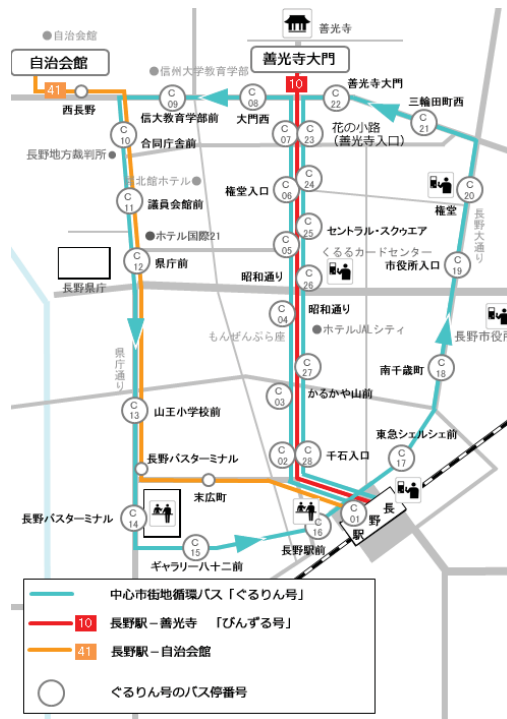 善光寺
自治会館
自治会館
善光寺大門
信州大学教育学部
41
10
西長野
善光寺大門
C
09
C
08
C
22
三輪田町西
信大教育学部前
大門西
C
21
C
10
合同庁舎前
C
07
C
23
花の小路
(善光寺入口)
長野地方裁判所
北館ホテル
C
24
C
11
議員会館前
権堂入口
C
06
C
20
権堂
長野大通り
C
25
セントラル・スクゥエア
ホテル国際21
C
05
くるるカードセンター
C
12
県庁前
市役所入口
C
19
長野県庁
昭和通り
C
26
C
04
昭和通り
もんぜんぷら座
ホテルJALシティ
長野市役所
県庁通り
C
27
南千歳町
C
18
C
03
かるかや山前
C
13
山王小学校前
東急シェルシェ前
長野バスターミナル
C
02
C
28
千石入口
C
17
末広町
長野バスターミナル
C
14
C
01
長野駅
C
16
C
15
長野駅前
ギャラリー八十二前
中心市街地循環バス「ぐるりん号」
10 長野駅−善光寺 「びんずる号」
41 長野駅−自治会館
ぐるりん号のバス停番号